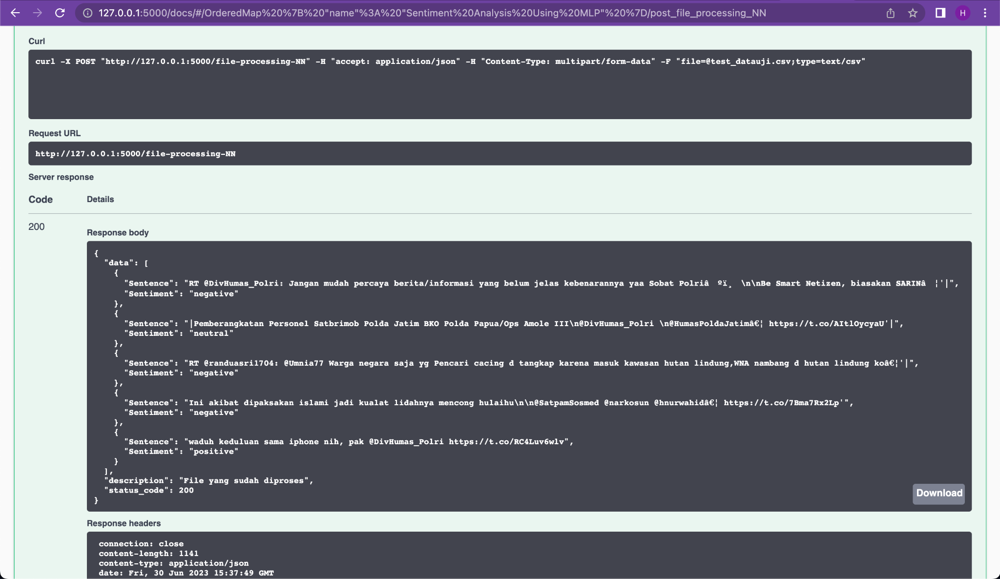 127.0.0.1:5000/docs/#/OrderedMap%20%7B%20"name"%3A%20"Sentiment%20Analysis%20Using%20MLP"%20%7D/post_file_processing_NN
H
Curl
curl -X POST "http://127.0.0.1:5000/file-processing-NN" -H "accept: application/json" -H "Content-Type: multipart/form-data" -F "file=@test_datauji.csv;type=text/csv"
Request URL
http://127.0.0.1:5000/file-processing-NN
Server response
Code Details
200
Response body
{
"data": [
{
"Sentence": "RT @DivHumas_Polri: Jangan mudah percaya berita/informasi yang belum jelas kebenarannya yaa Sobat Polriâ ºï¸ \n\nBe Smart Netizen, biasakan SARINâ ¦'|",
"Sentiment": "negative"
},
{
"Sentence": "|Pemberangkatan Personel Satbrimob Polda Jatim BKO Polda Papua/Ops Amole III\n@DivHumas_Polri \n@HumasPoldaJatimâ€¦ https://t.co/AItlOycyaU'|",
"Sentiment": "neutral"
},
{
"Sentence": "RT @randuasri1704: @Umnia77 Warga negara saja yg Pencari cacing d tangkap karena masuk kawasan hutan lindung,WNA nambang d hutan lindung koâ€¦'|",
"Sentiment": "negative"
},
{
"Sentence": "Ini akibat dipaksakan islami jadi kualat lidahnya mencong hulaihu\n\n@SatpamSosmed @narkosun @hnurwahidâ€¦ https://t.co/7Bma7Rx2Lp'",
"Sentiment": "negative"
},
{
"Sentence": "waduh keduluan sama iphone nih, pak @DivHumas_Polri https://t.co/RC4Luv6wlv",
"Sentiment": "positive"
}
],
"description": "File yang sudah diproses",
"status_code": 200
}
Download
Response headers
connection: close
content-length: 1141
content-type: application/json
date: Fri, 30 Jun 2023 15:37:49 GMT